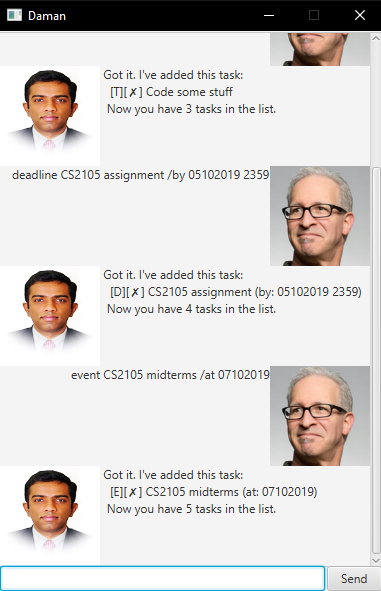 Daman
Got it. I've added this task:
[T][✗] Code some stuff
Now you have 3 tasks in the list.
deadline CS2105 assignment /by 05102019 2359
Got it. I've added this task:
[D][✗] CS2105 assignment (by: 05102019 2359)
Now you have 4 tasks in the list.
event CS2105 midterms /at 07102019
Got it. I've added this task:
[E][✗] CS2105 midterms (at: 07102019)
Now you have 5 tasks in the list.
Send